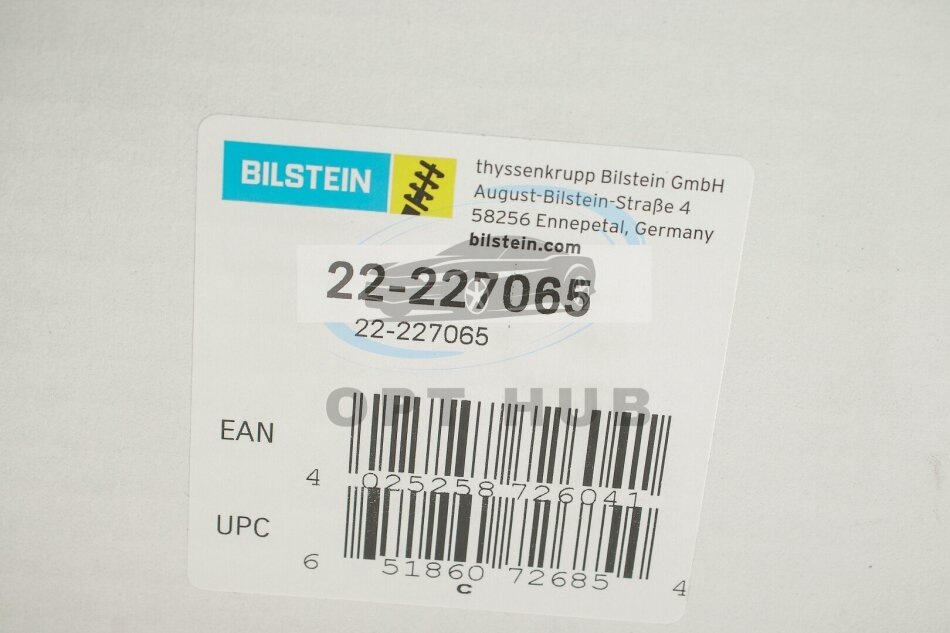 BILSTEIN
thyssenkrupp Bilstein GmbH
August-Bilstein-Straße 4
58256 Ennepetal, Germany
bilstein.com
22-227065
22-227065
OPT HUB
EAN
4 025258 726041
UPC
6 51860 72685 4
C